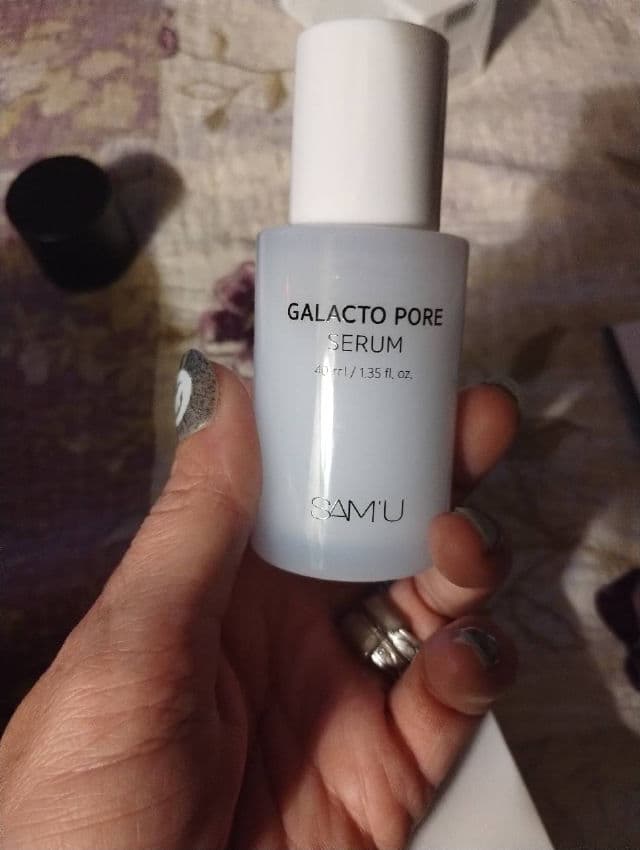 GALACTO PORE
SERUM
40 ml / 1.35 fl. oz.
SAM'U